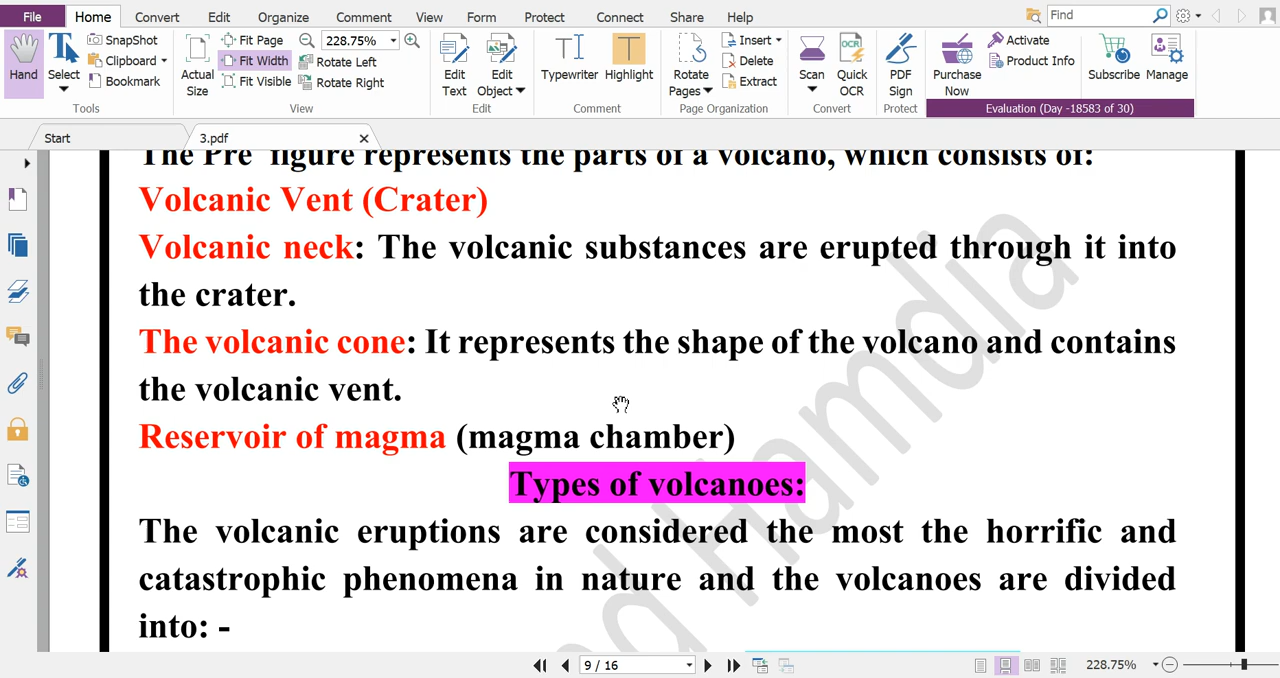 File Home Convert Edit Organize Comment View Form Protect Connect Share Help Find
Hand Select SnapShot Clipboard Bookmark Tools
Actual Size Fit Page Fit Width Fit Visible 228.75% Rotate Left Rotate Right View
Edit Text Edit Object Edit
Typewriter Highlight Comment
Rotate Pages Insert Delete Extract Page Organization
Scan Quick OCR Convert
PDF Sign Protect
Purchase Now Activate Product Info Subscribe Manage
Evaluation (Day -18583 of 30)
Start 3.pdf
The Pre figure represents the parts of a volcano, which consists of:
Volcanic Vent (Crater)
Volcanic neck: The volcanic substances are erupted through it into
the crater.
The volcanic cone: It represents the shape of the volcano and contains
the volcanic vent.
Reservoir of magma (magma chamber)
Types of volcanoes:
The volcanic eruptions are considered the most the horrific and
catastrophic phenomena in nature and the volcanoes are divided
into: -
Hamdia
9 / 16 228.75%